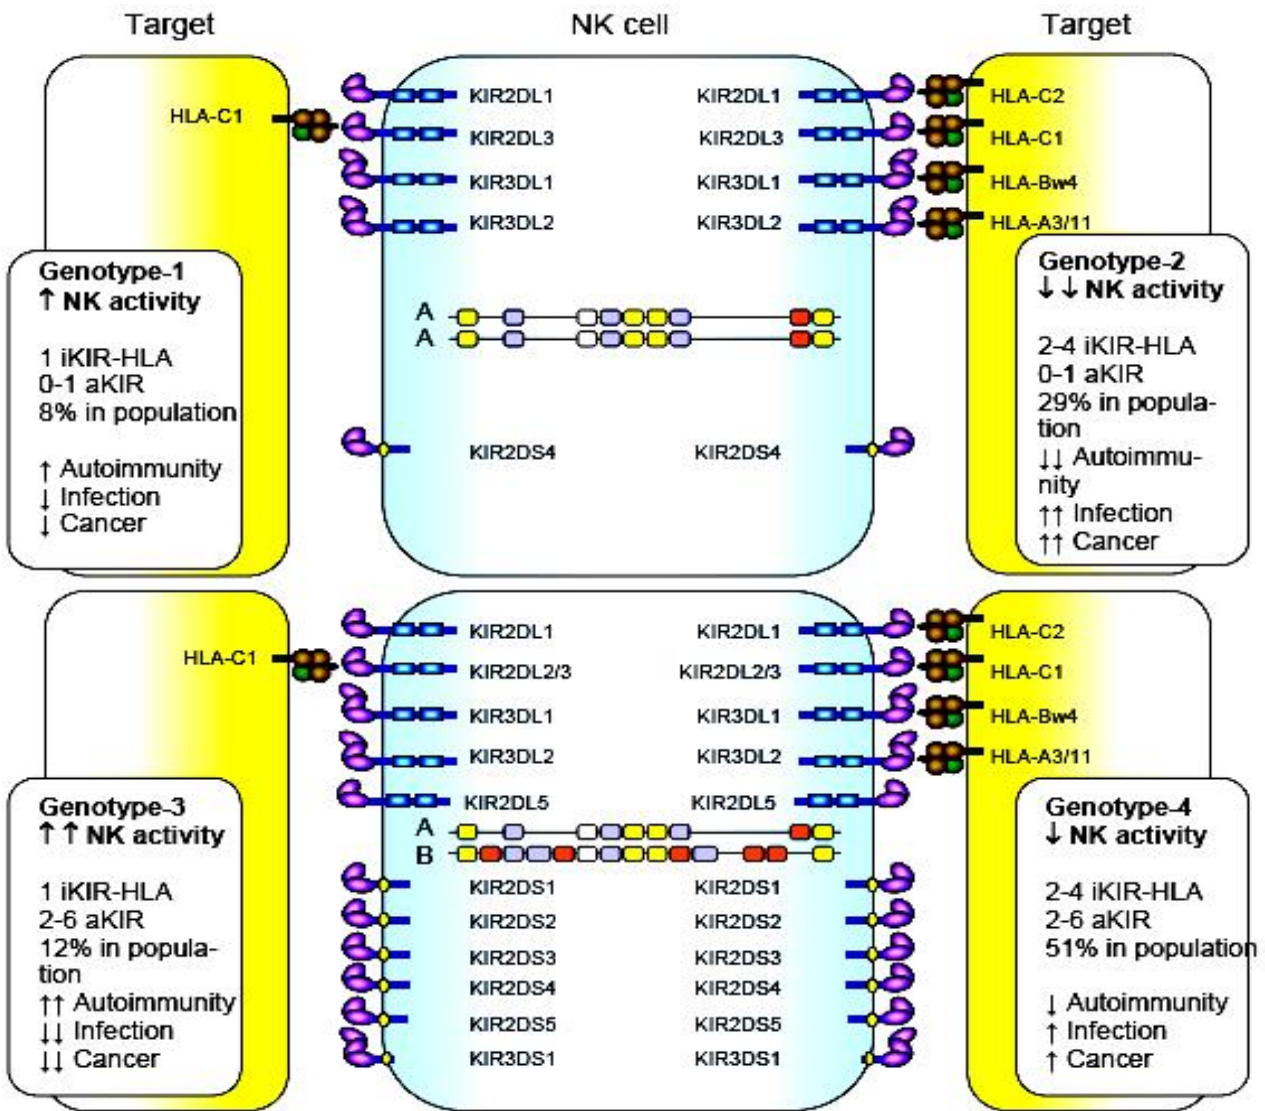 Target
NK cell
Target
HLA-C1
KIR2DL1
KIR2DL3
KIR3DL1
KIR3DL2
KIR2DL1
KIR2DL3
KIR3DL1
KIR3DL2
HLA-C2
HLA-C1
HLA-Bw4
HLA-A3/11
Genotype-1
↑ NK activity
1 iKIR-HLA
0-1 aKIR
8% in population
↑ Autoimmunity
↓ Infection
↓ Cancer
A
A
KIR2DS4
KIR2DS4
Genotype-2
↓ ↓ NK activity
2-4 iKIR-HLA
0-1 aKIR
29% in popula-
tion
↓↓ Autoimmu-
nity
↑↑ Infection
↑↑ Cancer
HLA-C1
KIR2DL1
KIR2DL2/3
KIR3DL1
KIR3DL2
KIR2DL5
KIR2DL1
KIR2DL2/3
KIR3DL1
KIR3DL2
KIR2DL5
HLA-C2
HLA-C1
HLA-Bw4
HLA-A3/11
Genotype-3
↑ ↑ NK activity
1 iKIR-HLA
2-6 aKIR
12% in popula-
tion
↑↑ Autoimmunity
↓↓ Infection
↓↓ Cancer
A
B
KIR2DS1
KIR2DS2
KIR2DS3
KIR2DS4
KIR2DS5
KIR3DS1
KIR2DS1
KIR2DS2
KIR2DS3
KIR2DS4
KIR2DS5
KIR3DS1
Genotype-4
↓ NK activity
2-4 iKIR-HLA
2-6 aKIR
51% in population
↓ Autoimmunity
↑ Infection
↑ Cancer